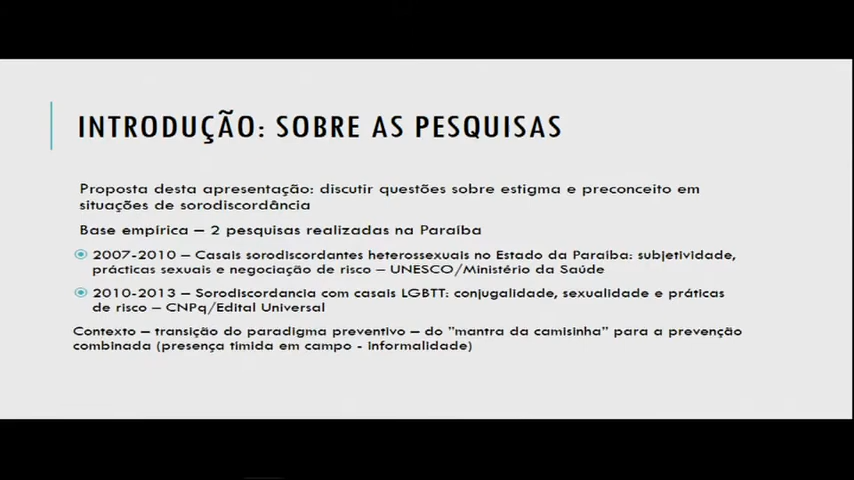 INTRODUÇÃO: SOBRE AS PESQUISAS
Proposta desta apresentação: discutir questões sobre estigma e preconceito em
situações de sorodiscordância
Base empírica – 2 pesquisas realizadas na Paraíba
2007-2010 – Casais sorodiscordantes heterossexuais no Estado da Paraíba: subjetividade,
prácticas sexuais e negociação de risco – UNESCO/Ministério da Saúde
2010-2013 – Sorodiscordancia com casais LGBTT: conjugalidade, sexualidade e práticas
de risco – CNPq/Edital Universal
Contexto – transição do paradigma preventivo – do "mantra da camisinha" para a prevenção
combinada (presença timida em campo - informalidade)